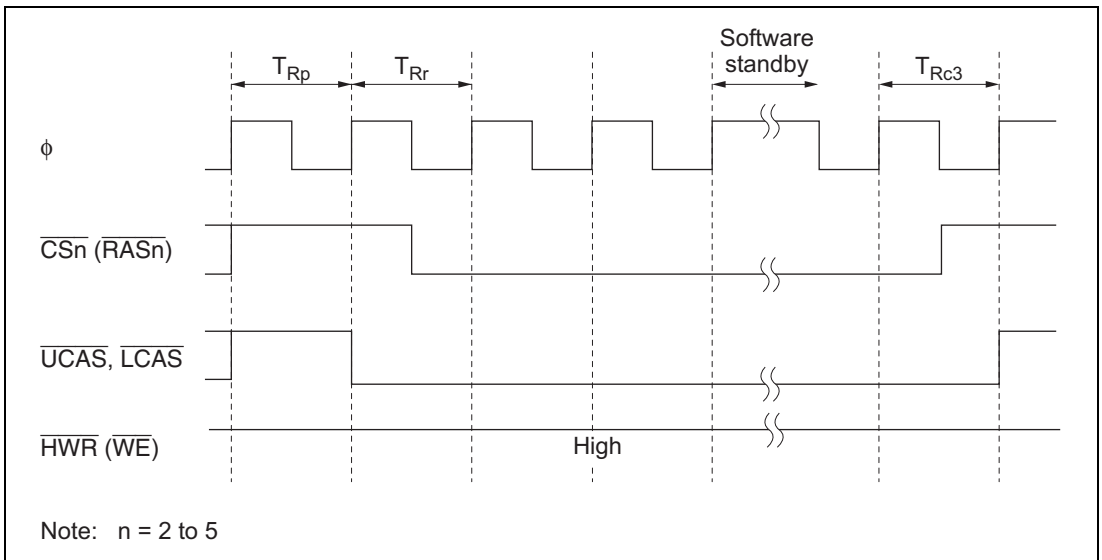 Software
standby
TRp
TRr
TRc3
φ
CSn (RASn)
UCAS, LCAS
HWR (WE)
High
Note: n = 2 to 5